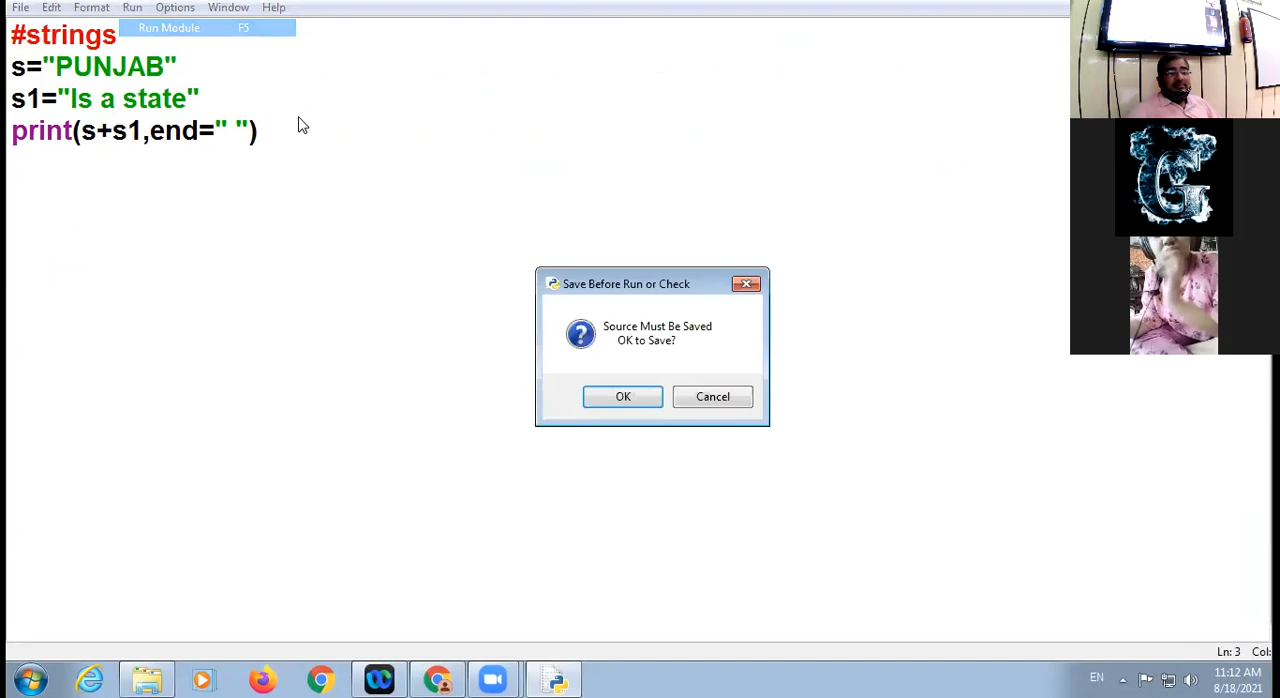 File Edit Format Run Options Window Help
Run Module F5
#strings
s="PUNJAB"
s1="Is a state"
print(s+s1,end=" ")
Save Before Run or Check
Source Must Be Saved
OK to Save?
OK Cancel
G
Ln: 3 Col:
EN
11:12 AM
8/18/2021